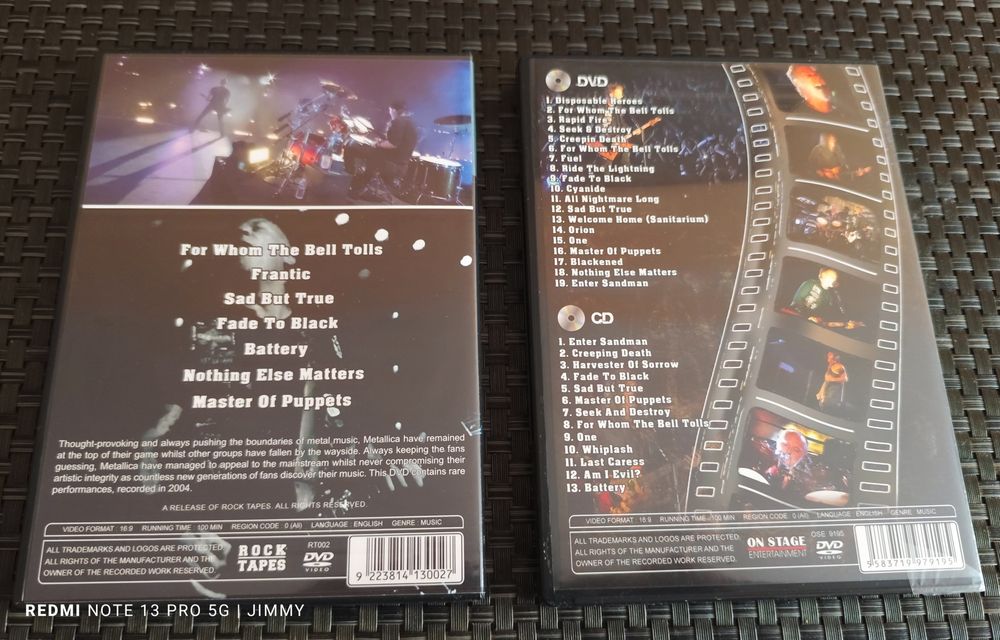 For Whom The Bell Tolls
Frantic
Sad But True
Fade To Black
Battery
Nothing Else Matters
Master Of Puppets
Thought-provoking and always pushing the boundaries of metal music, Metallica have remained
at the top of their game whilst other groups have fallen by the wayside. Always keeping the fans
guessing, Metallica have managed to appeal to the mainstream whilst never compromising their
artistic integrity as countless new generations of fans discover their music. This DVD contains rare
performances, recorded in 2004.
A RELEASE OF ROCK TAPES. ALL RIGHTS RESERVED.
VIDEO FORMAT : 16:9 RUNNING TIME 100 MIN REGION CODE : 0 (All) LANGUAGE ENGLISH GENRE : MUSIC
ALL TRADEMARKS AND LOGOS ARE PROTECTED.
ALL RIGHTS OF THE MANUFACTURER AND THE
OWNER OF THE RECORDED WORK RESERVED.
ROCK
TAPES
RT002
DVD
VIDEO
9 223814 130027
DVD
1. Disposable Heroes
2. For Whom The Bell Tolls
3. Rapid Fire
4. Seek & Destroy
5. Creepin Death
6. For Whom The Bell Tolls
7. Fuel
8. Ride The Lightning
9. Fade To Black
10. Cyanide
11. All Nightmare Long
12. Sad But True
13. Welcome Home (Sanitarium)
14. Orion
15. One
16. Master Of Puppets
17. Blackened
18. Nothing Else Matters
19. Enter Sandman
CD
1. Enter Sandman
2. Creeping Death
3. Harvester Of Sorrow
4. Fade To Black
5. Sad But True
6. Master Of Puppets
7. Seek And Destroy
8. For Whom The Bell Tolls
9. One
10. Whiplash
11. Last Caress
12. Am I Evil?
13. Battery
VIDEO FORMAT : 16:9 RUNNING TIME 100 MIN REGION CODE : 0 (All) LANGUAGE ENGLISH GENRE : MUSIC
ALL TRADEMARKS AND LOGOS ARE PROTECTED.
ALL RIGHTS OF THE MANUFACTURER AND THE
OWNER OF THE RECORDED WORK RESERVED.
ON STAGE
ENTERTAINMENT
OSE 9195
DVD
VIDEO
5 583719 979195
REDMI NOTE 13 PRO 5G | JIMMY